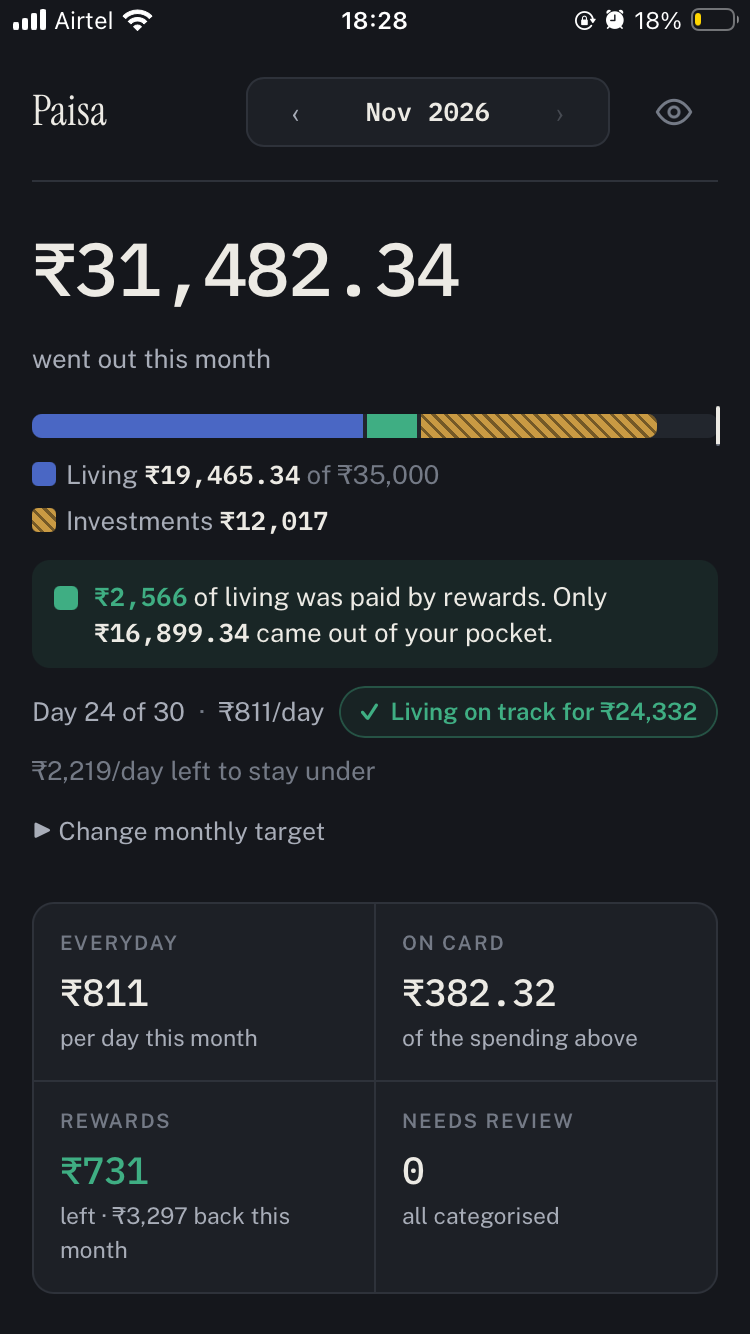 Airtel 18:28 18%
Paisa ‹ Nov 2026 ›
₹31,482.34
went out this month
Living ₹19,465.34 of ₹35,000
Investments ₹12,017
₹2,566 of living was paid by rewards. Only
₹16,899.34 came out of your pocket.
Day 24 of 30 · ₹811/day ✓ Living on track for ₹24,332
₹2,219/day left to stay under
▶ Change monthly target
EVERYDAY
₹811
per day this month
ON CARD
₹382.32
of the spending above
REWARDS
₹731
left · ₹3,297 back this
month
NEEDS REVIEW
0
all categorised